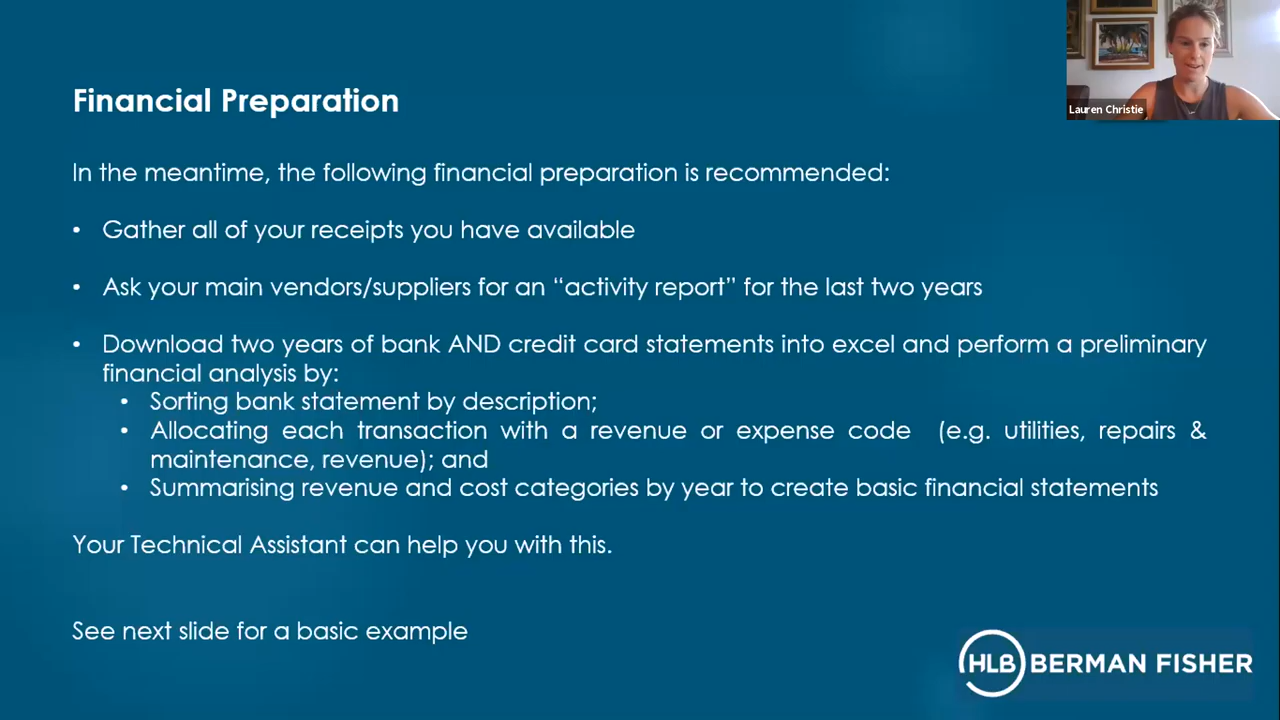 Lauren Christie
Financial Preparation
In the meantime, the following financial preparation is recommended:
• Gather all of your receipts you have available
• Ask your main vendors/suppliers for an “activity report” for the last two years
• Download two years of bank AND credit card statements into excel and perform a preliminary
financial analysis by:
• Sorting bank statement by description;
• Allocating each transaction with a revenue or expense code (e.g. utilities, repairs &
maintenance, revenue); and
• Summarising revenue and cost categories by year to create basic financial statements
Your Technical Assistant can help you with this.
See next slide for a basic example
HLB BERMAN FISHER